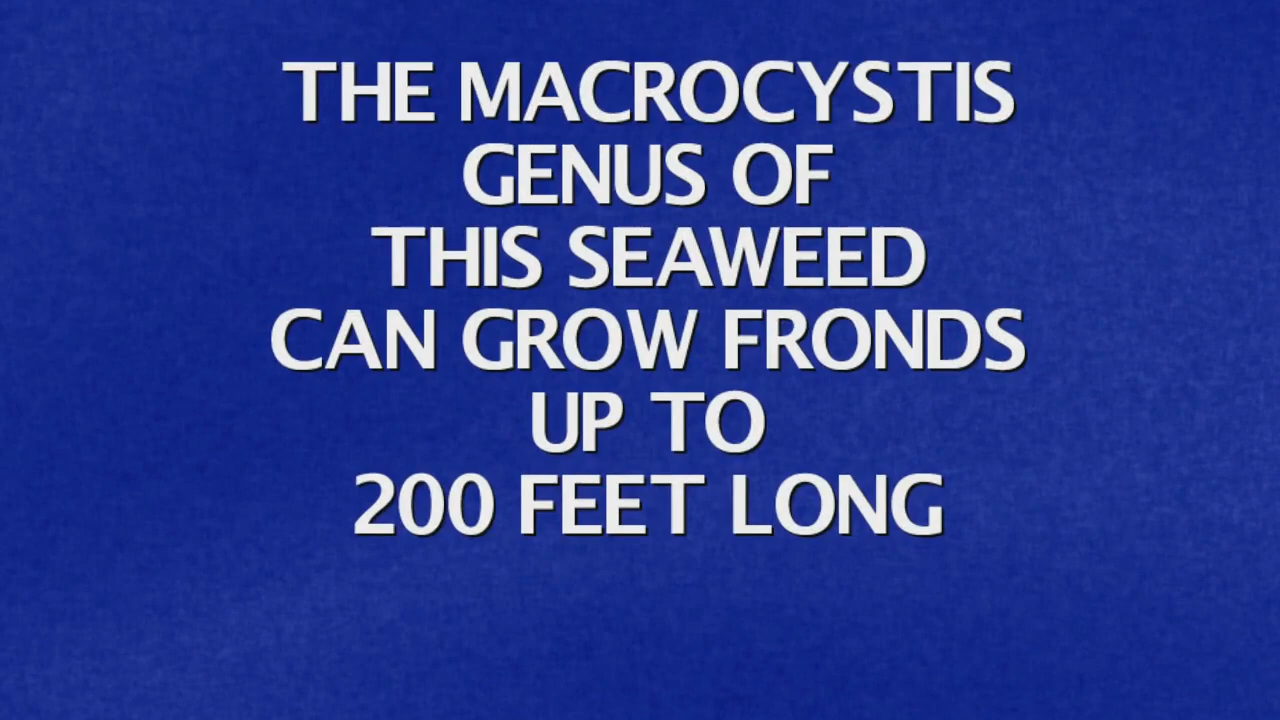 THE MACROCYSTIS
GENUS OF
THIS SEAWEED
CAN GROW FRONDS
UP TO
200 FEET LONG